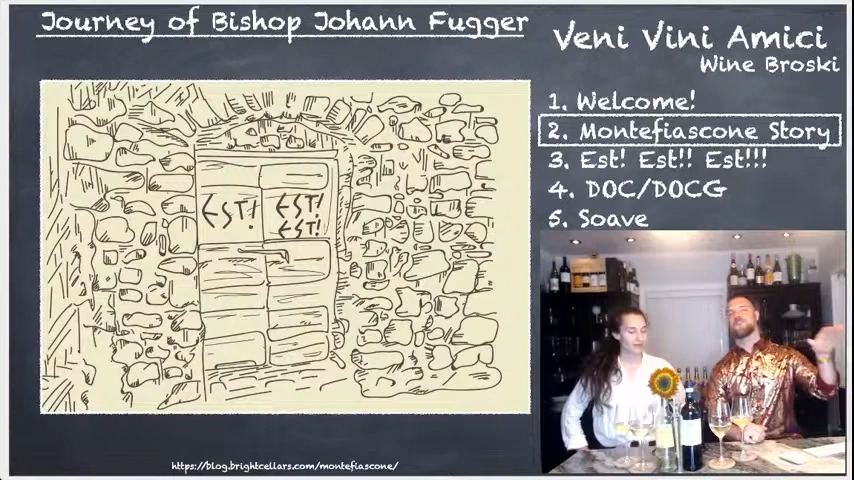 Journey of Bishop Johann Fugger
Veni Vini Amici
Wine Broski
1. Welcome!
2. Montefiascone Story
3. Est! Est!! Est!!!
4. DOC/DOCG
5. Soave
EST!
EST!
EST!
https://blog.brightcellars.com/montefiascone/